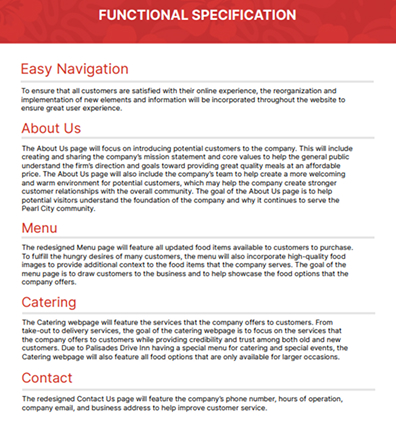 FUNCTIONAL SPECIFICATION
Easy Navigation
To ensure that all customers are satisfied with their online experience, the reorganization and
implementation of new elements and information will be incorporated throughout the website to
ensure great user experience.
About Us
The About Us page will focus on introducing potential customers to the company. This will include
creating and sharing the company's mission statement and core values to help the general public
understand the firm's direction and goals toward providing great quality meals at an affordable
price. The About Us page will also include the company's team to help create a more welcoming
and warm environment for potential customers, which may help the company create stronger
customer relationships with the overall community. The goal of the About Us page is to help
potential visitors understand the foundation of the company and why it continues to serve the
Pearl City community.
Menu
The redesigned Menu page will feature all updated food items available to customers to purchase.
To fulfill the hungry desires of many customers, the menu will also incorporate high-quality food
images to provide additional context to the food items that the company serves. The goal of the
menu page is to draw customers to the business and to help showcase the food options that the
company offers.
Catering
The Catering webpage will feature the services that the company offers to customers. From
take-out to delivery services, the goal of the catering webpage is to focus on the services that
the company offers to customers while providing credibility and trust among both old and new
customers. Due to Palisades Drive Inn having a special menu for catering and special events, the
Catering webpage will also feature all food options that are only available for larger occasions.
Contact
The redesigned Contact Us page will feature the company's phone number, hours of operation,
company email, and business address to help improve customer service.